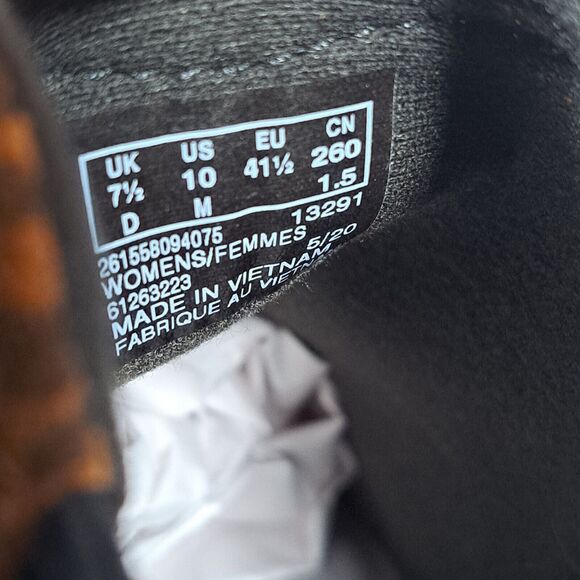 UK US EU CN
7½ 10 41½ 260
D M 1.5
261558094075 13291
WOMENS/FEMMES
61263223 5/20
MADE IN VIETNAM
FABRIQUE AU VIETNAM